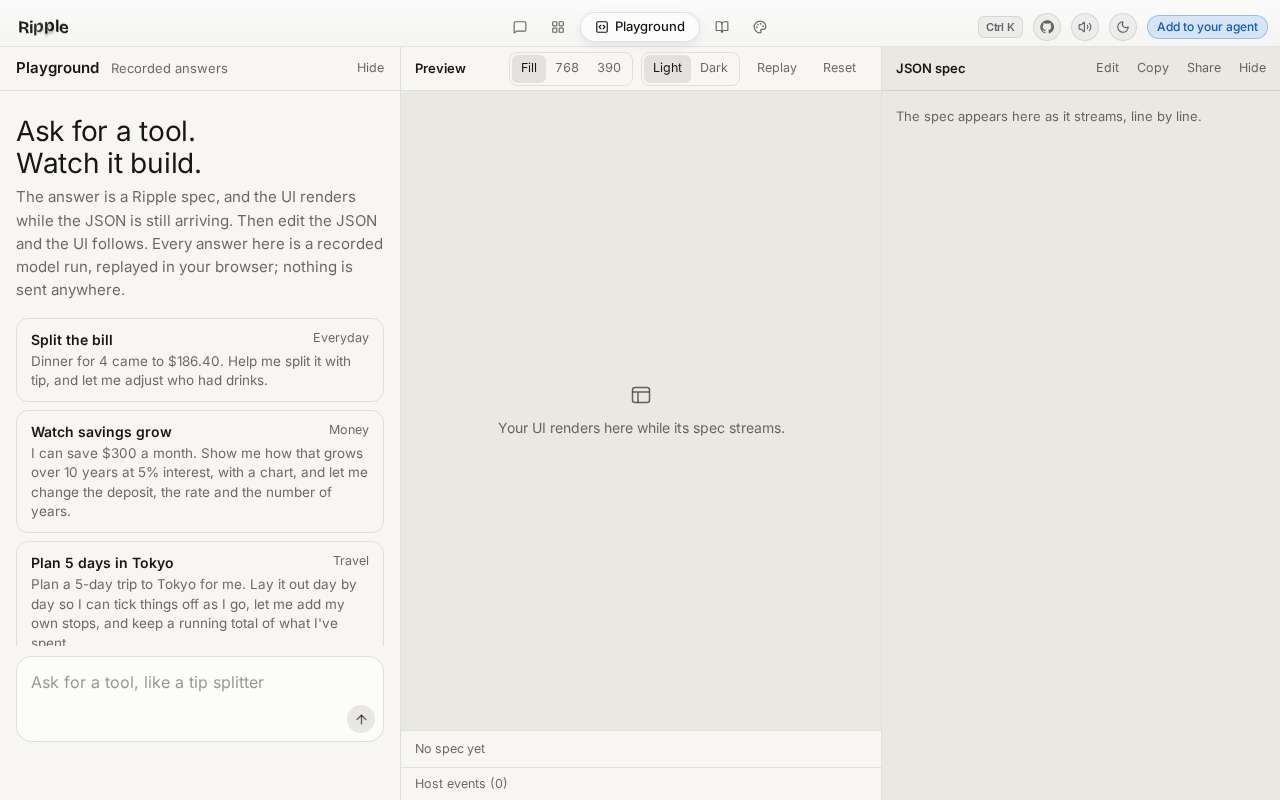 Ripple
Playground
Ctrl K
Add to your agent
Playground Recorded answers Hide
Ask for a tool.
Watch it build.
The answer is a Ripple spec, and the UI renders
while the JSON is still arriving. Then edit the JSON
and the UI follows. Every answer here is a recorded
model run, replayed in your browser; nothing is
sent anywhere.
Split the bill Everyday
Dinner for 4 came to $186.40. Help me split it with
tip, and let me adjust who had drinks.
Watch savings grow Money
I can save $300 a month. Show me how that grows
over 10 years at 5% interest, with a chart, and let me
change the deposit, the rate and the number of
years.
Plan 5 days in Tokyo Travel
Plan a 5-day trip to Tokyo for me. Lay it out day by
day so I can tick things off as I go, let me add my
own stops, and keep a running total of what I've
spent
Ask for a tool, like a tip splitter
Preview Fill 768 390 Light Dark Replay Reset
Your UI renders here while its spec streams.
No spec yet
Host events (0)
JSON spec Edit Copy Share Hide
The spec appears here as it streams, line by line.